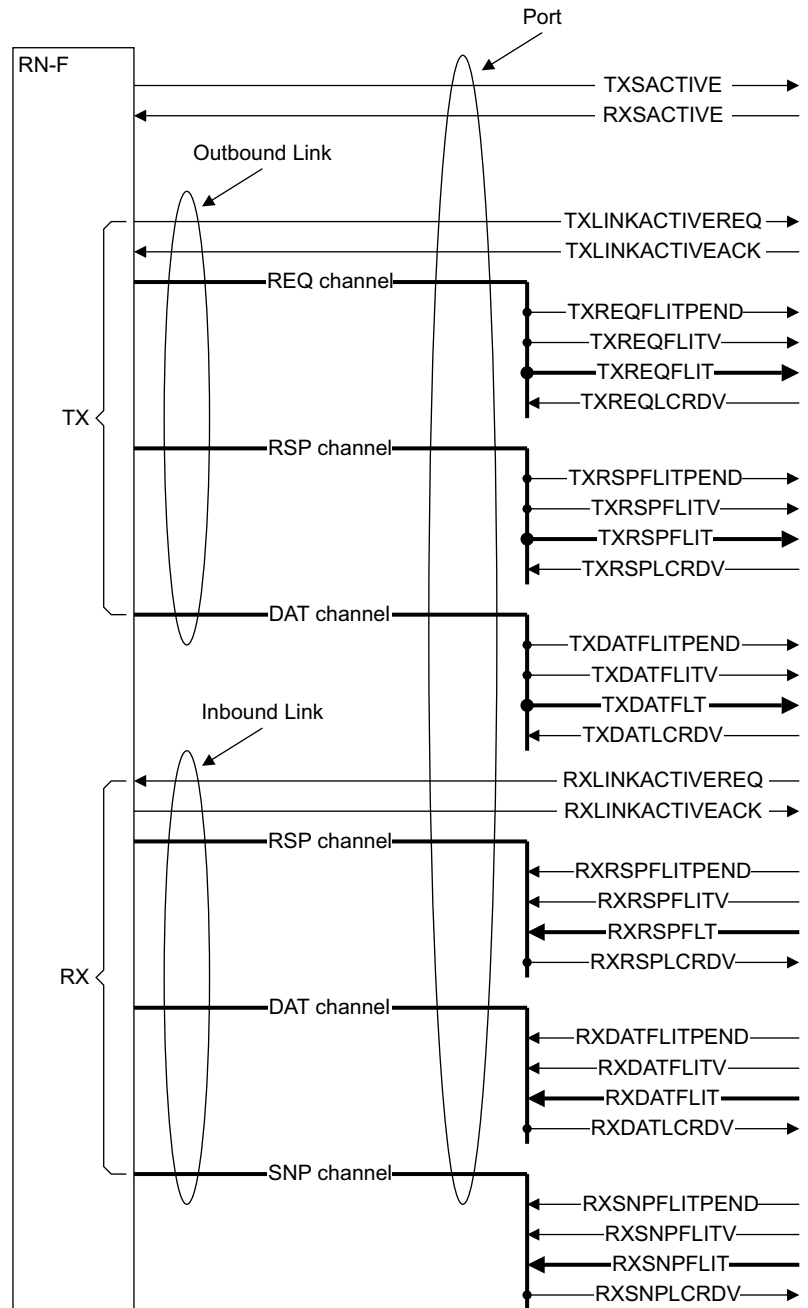 Port
RN-F
TXSACTIVE
RXSACTIVE
Outbound Link
TXLINKACTIVEREQ
TXLINKACTIVEACK
REQ channel
TXREQFLITPEND
TXREQFLITV
TXREQFLIT
TXREQLCRDV
TX
RSP channel
TXRSPFLITPEND
TXRSPFLITV
TXRSPFLIT
TXRSPLCRDV
DAT channel
TXDATFLITPEND
TXDATFLITV
TXDATFLT
TXDATLCRDV
Inbound Link
RXLINKACTIVEREQ
RXLINKACTIVEACK
RSP channel
RXRSPFLITPEND
RXRSPFLITV
RXRSPFLT
RXRSPLCRDV
RX
DAT channel
RXDATFLITPEND
RXDATFLITV
RXDATFLIT
RXDATLCRDV
SNP channel
RXSNPFLITPEND
RXSNPFLITV
RXSNPFLIT
RXSNPLCRDV